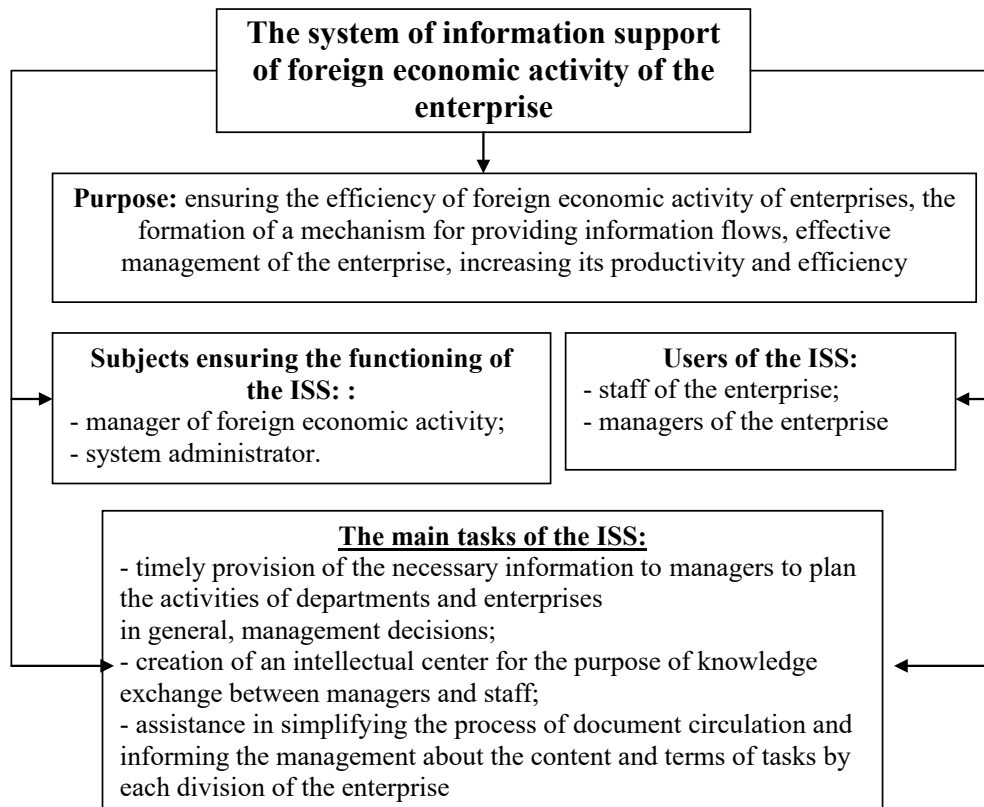 The system of information support
of foreign economic activity of the
enterprise
Purpose: ensuring the efficiency of foreign economic activity of enterprises, the
formation of a mechanism for providing information flows, effective
management of the enterprise, increasing its productivity and efficiency
Subjects ensuring the functioning of
the ISS: :
- manager of foreign economic activity;
- system administrator.
Users of the ISS:
- staff of the enterprise;
- managers of the enterprise
The main tasks of the ISS:
- timely provision of the necessary information to managers to plan
the activities of departments and enterprises
in general, management decisions;
- creation of an intellectual center for the purpose of knowledge
exchange between managers and staff;
- assistance in simplifying the process of document circulation and
informing the management about the content and terms of tasks by
each division of the enterprise